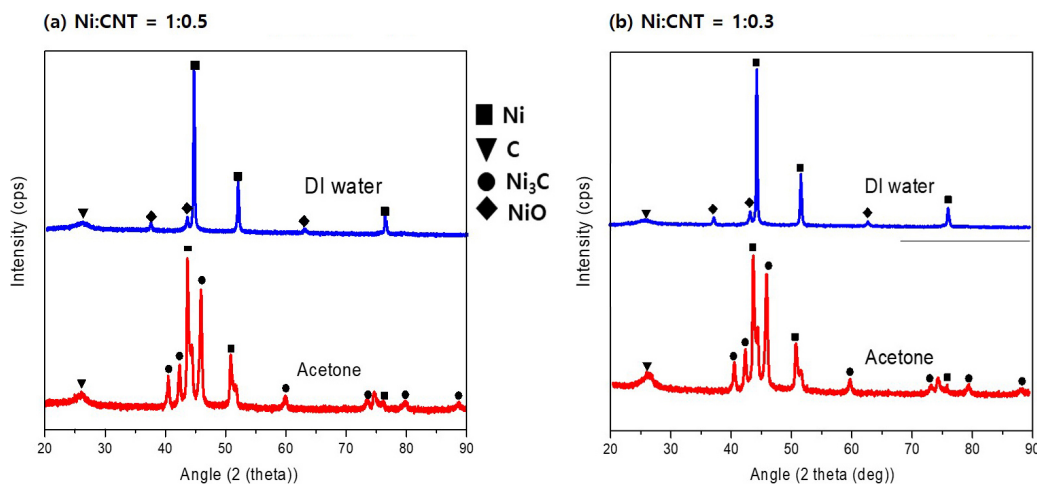 (a) Ni:CNT = 1:0.5
DI water
Acetone
Intensity (cps)
20 30 40 50 60 70 80 90
Angle (2 (theta))
Ni
C
Ni₃C
NiO
(b) Ni:CNT = 1:0.3
DI water
Acetone
Intensity (cps)
20 30 40 50 60 70 80 90
Angle (2 theta (deg))